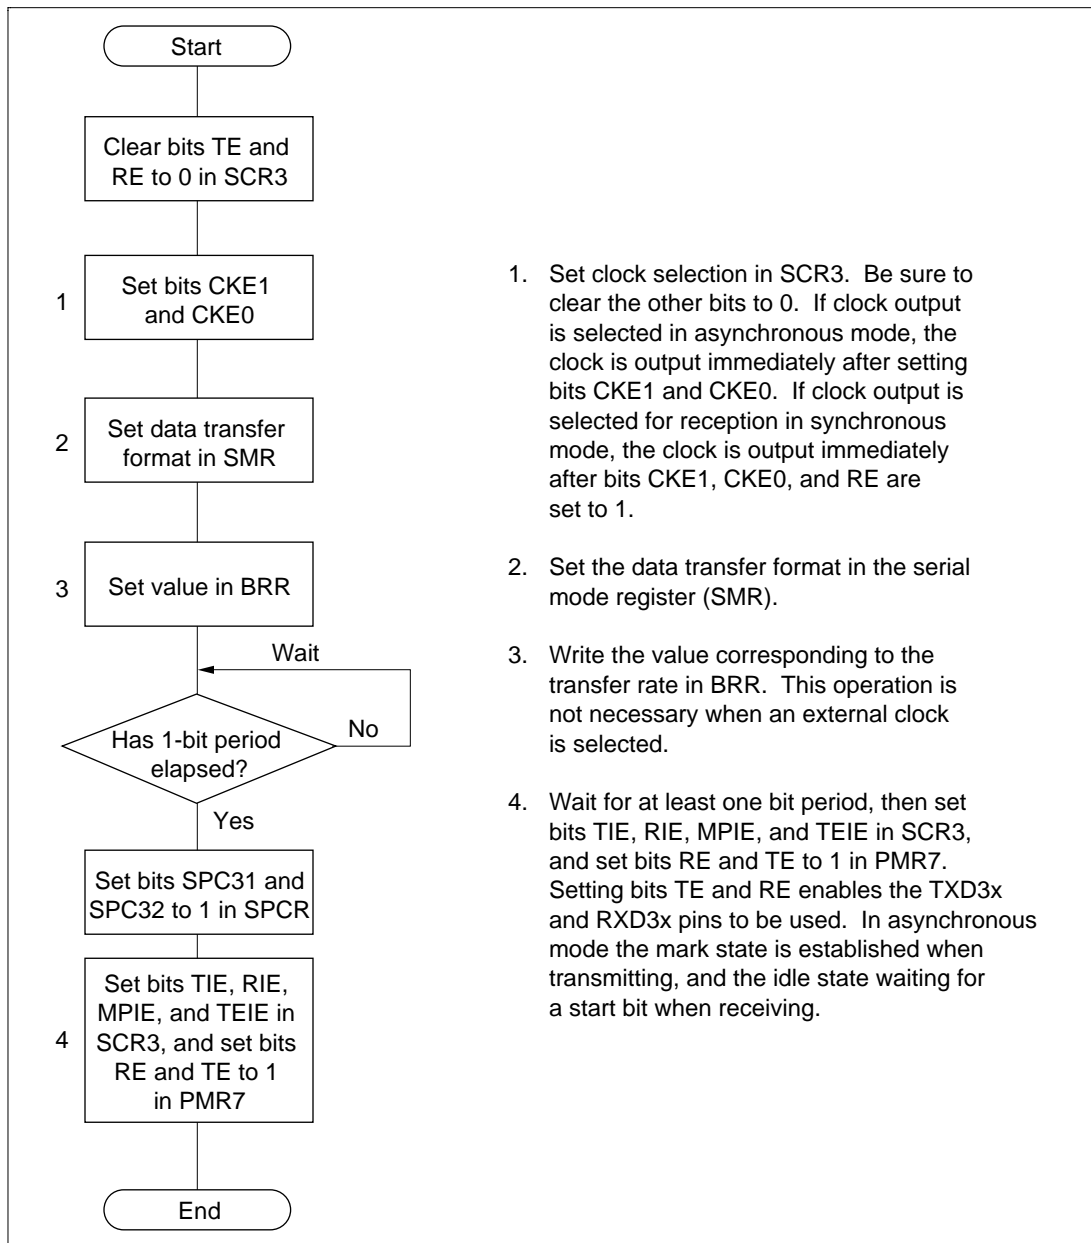 Start
Clear bits TE and
RE to 0 in SCR3
1
Set bits CKE1
and CKE0
2
Set data transfer
format in SMR
3
Set value in BRR
Wait
Has 1-bit period
elapsed?
No
Yes
Set bits SPC31 and
SPC32 to 1 in SPCR
4
Set bits TIE, RIE,
MPIE, and TEIE in
SCR3, and set bits
RE and TE to 1
in PMR7
End
1. Set clock selection in SCR3. Be sure to
clear the other bits to 0. If clock output
is selected in asynchronous mode, the
clock is output immediately after setting
bits CKE1 and CKE0. If clock output is
selected for reception in synchronous
mode, the clock is output immediately
after bits CKE1, CKE0, and RE are
set to 1.
2. Set the data transfer format in the serial
mode register (SMR).
3. Write the value corresponding to the
transfer rate in BRR. This operation is
not necessary when an external clock
is selected.
4. Wait for at least one bit period, then set
bits TIE, RIE, MPIE, and TEIE in SCR3,
and set bits RE and TE to 1 in PMR7.
Setting bits TE and RE enables the TXD3x
and RXD3x pins to be used. In asynchronous
mode the mark state is established when
transmitting, and the idle state waiting for
a start bit when receiving.